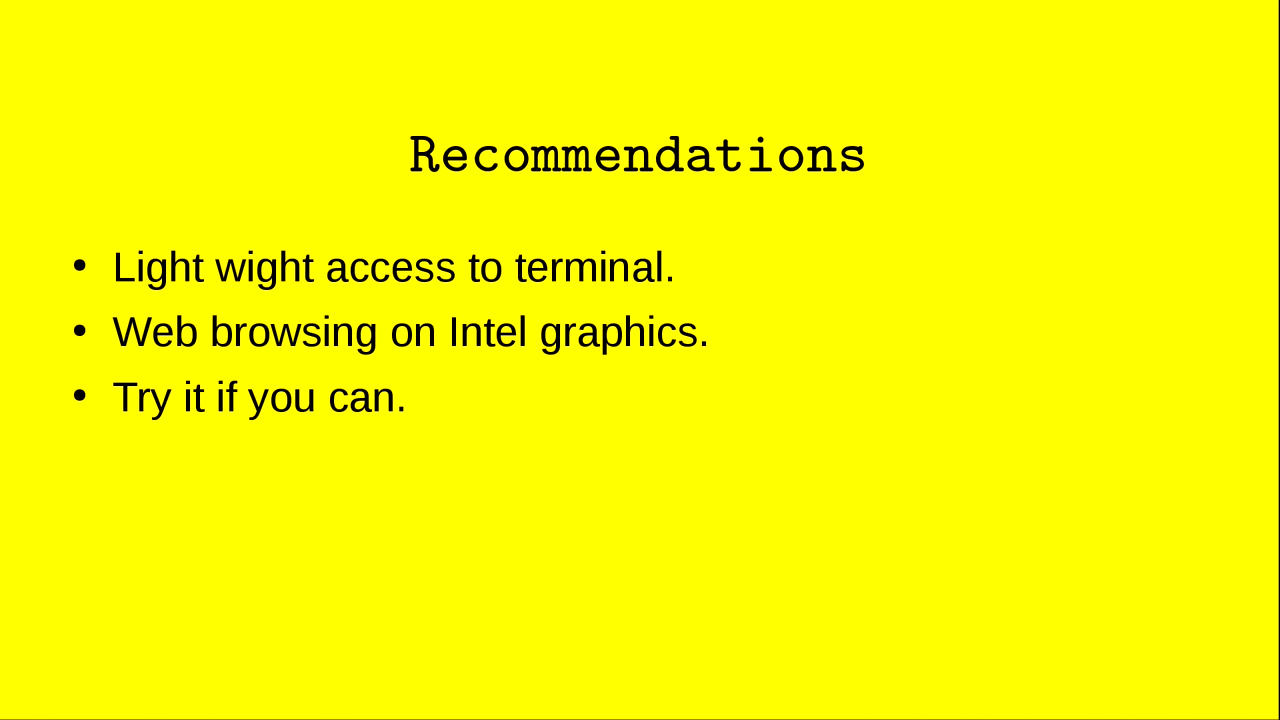 Recommendations
• Light wight access to terminal.
• Web browsing on Intel graphics.
• Try it if you can.